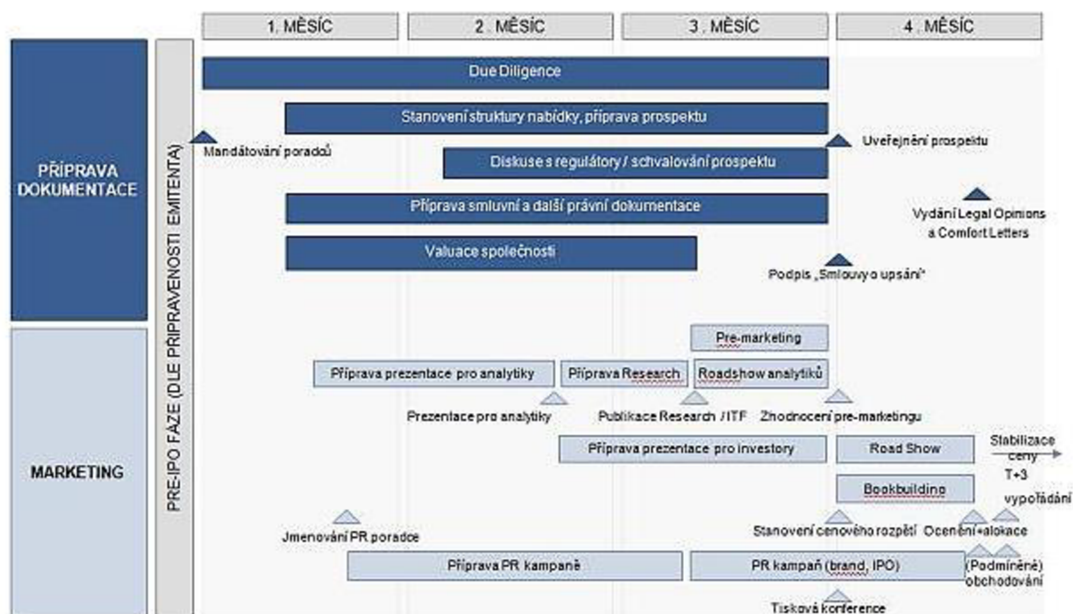 1. MĚSÍC
2 . MĚSÍC
3 . MĚSÍC
4 . MĚSÍC
PŘÍPRAVA
DOKUMENTACE
PRE-IPO FÁZE (DLE PŘIPRAVENOSTI EMITENTA)
Due Diligence
Stanovení struktury nabídky, příprava prospektu
Mandátování poradců
Uveřejnění prospektu
Diskuse s regulátory / schvalování prospektu
Příprava smluvní a další právní dokumentace
Vydání Legal Opinions
a Comfort Letters
Valuace společnosti
Podpis „Smlouvy o upsání“
MARKETING
Pre-marketing
Příprava prezentace pro analytiky
Příprava Research
Roadshow analytiků
Prezentace pro analytiky
Publikace Research / ITF
Zhodnocení pre-marketingu
Příprava prezentace pro investory
Road Show
Stabilizace
ceny
T+3
vypořádání
Bookbuilding
Jmenování PR poradce
Stanovení cenového rozpětí
Ocenění+alokace
Příprava PR kampaně
PR kampaň (brand, IPO)
(Podmíněné)
obchodování
Tisková konference